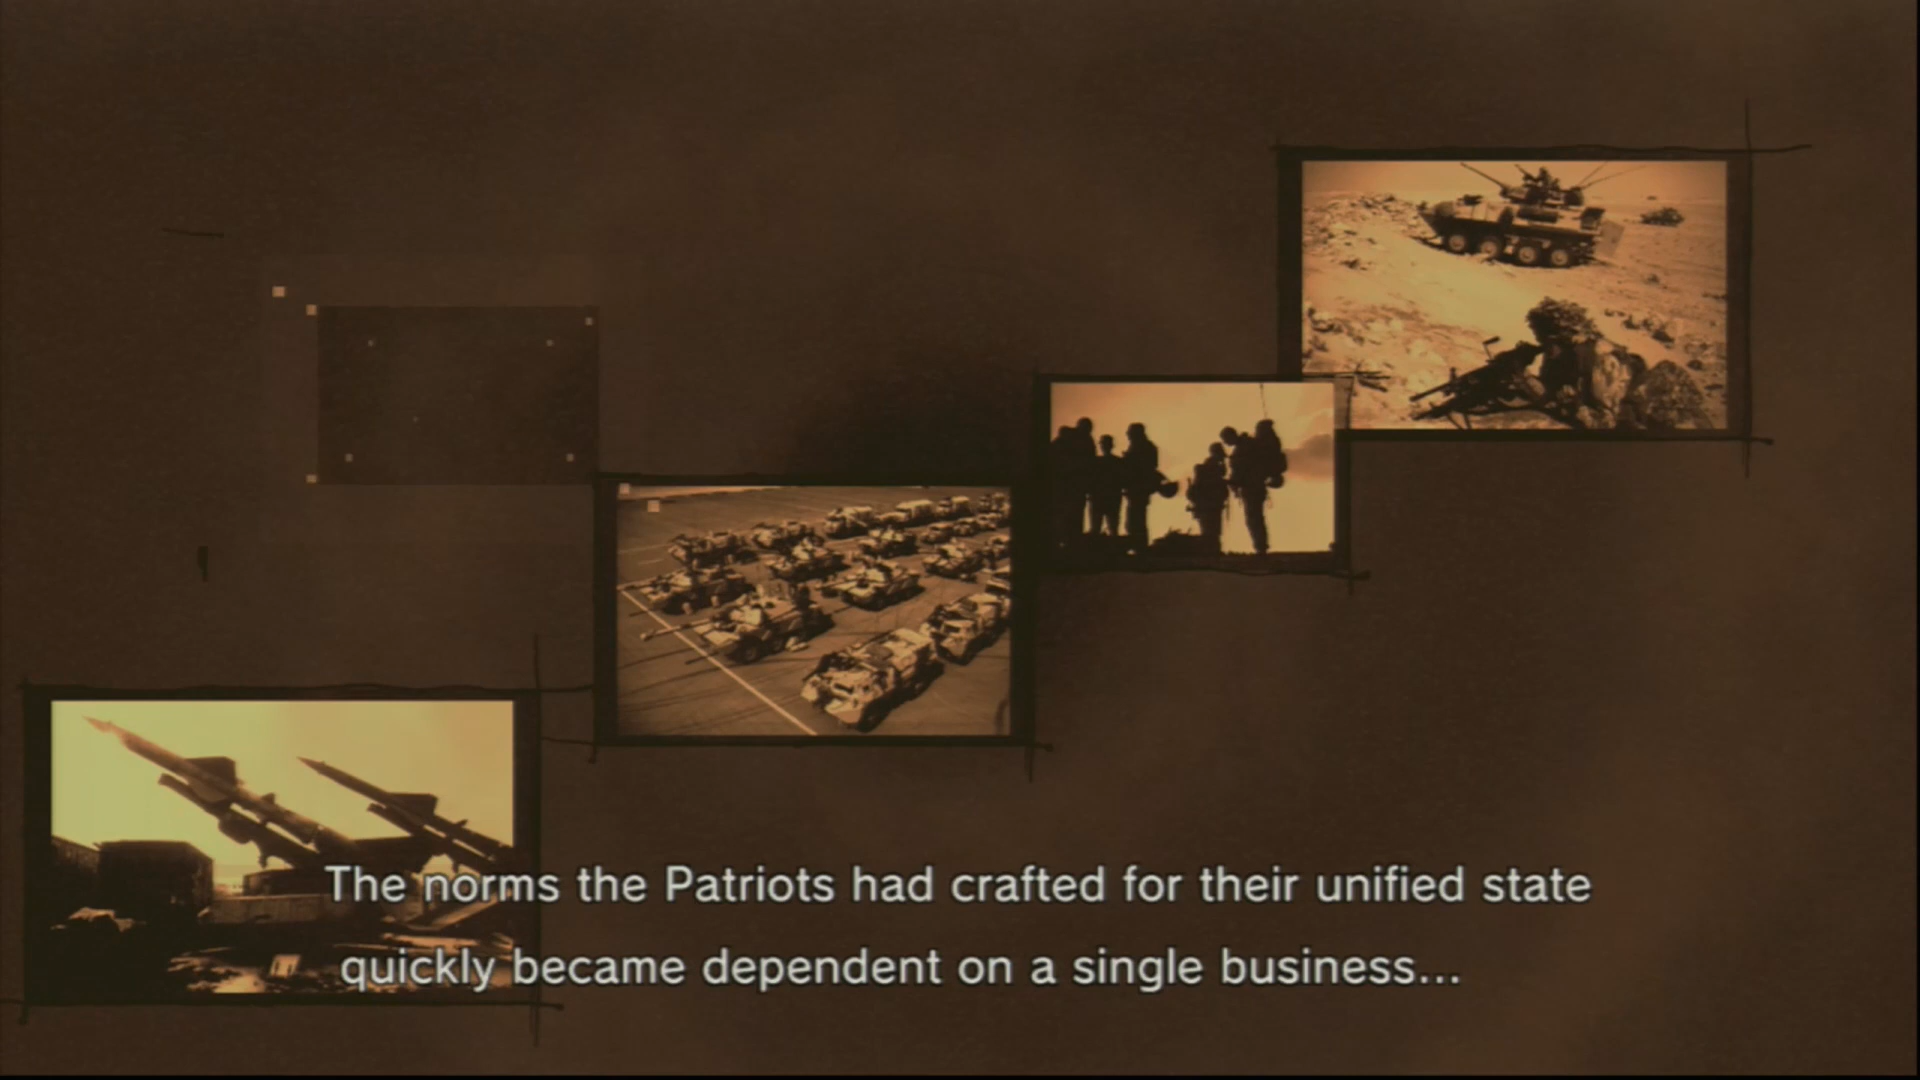 The norms the Patriots had crafted for their unified state
quickly became dependent on a single business...